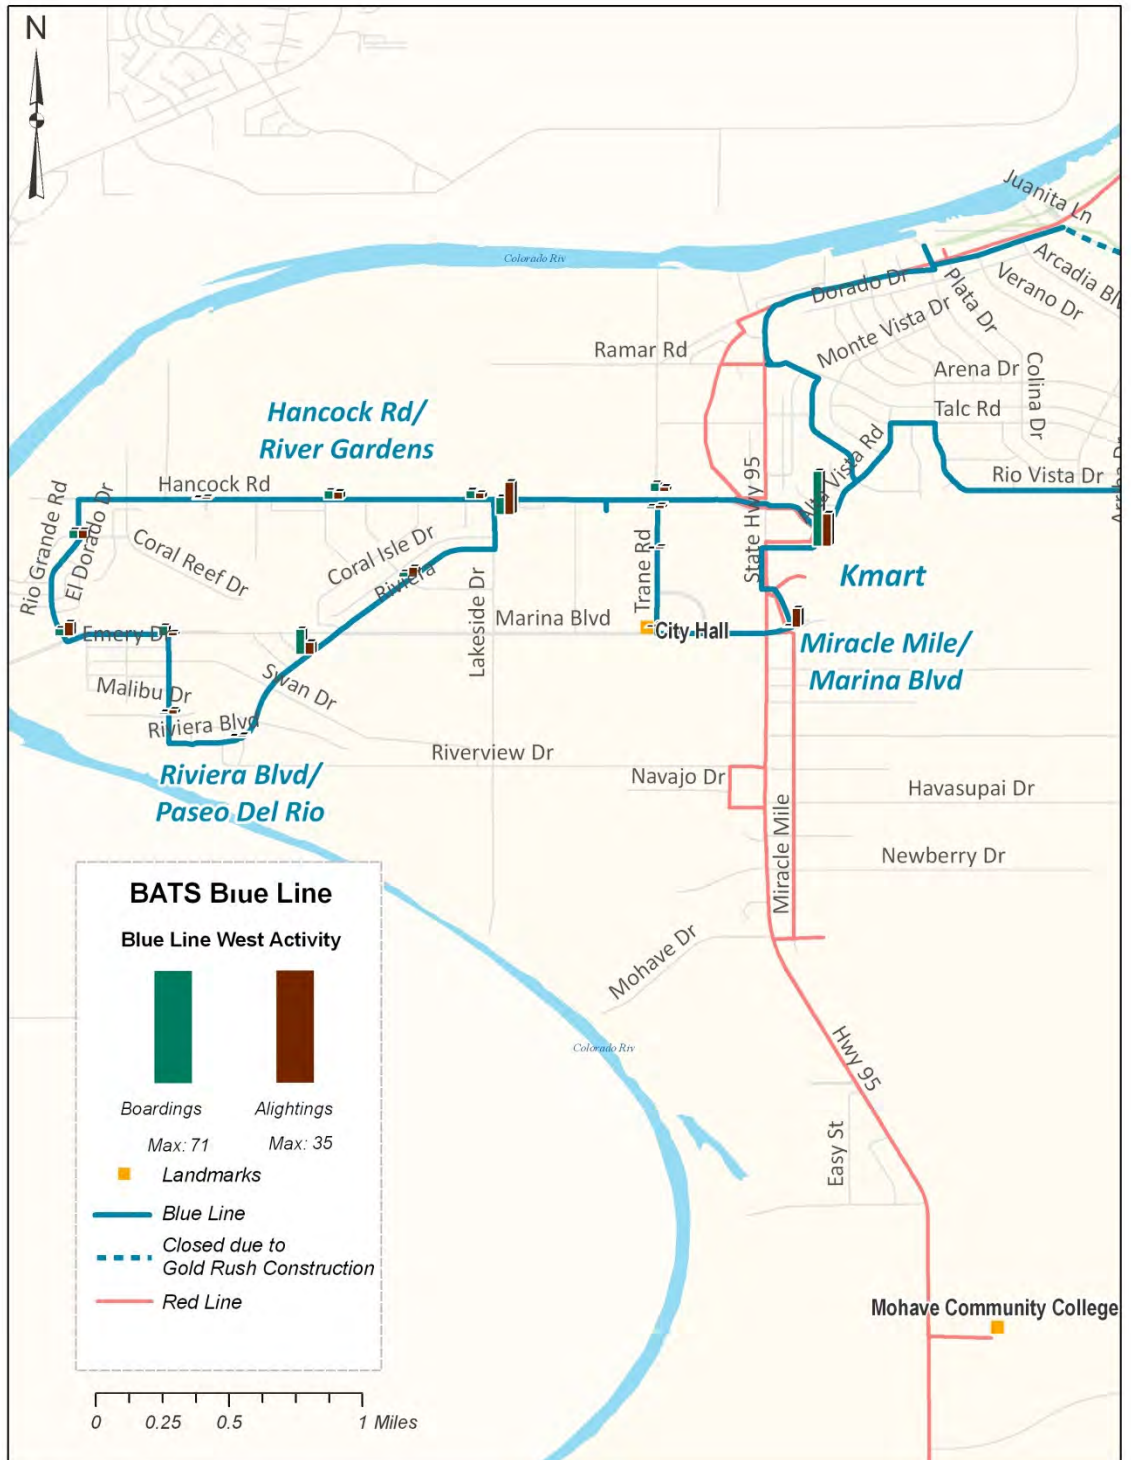 N
Juanita Ln
Colorado Riv
Arcadia Blv
Dorado Dr
Plata Dr
Verano Dr
Monte Vista Dr
Ramar Rd
Arena Dr
Colina Dr
Talc Rd
Hancock Rd/
River Gardens
Alta Vista Rd
Arriba Dr
Rio Vista Dr
State Hwy 95
Hancock Rd
Rio Grande Rd
El Dorado Dr
Coral Reef Dr
Coral Isle Dr
Riviera
Trane Rd
Kmart
Lakeside Dr
Marina Blvd
City Hall
Emery Dr
Miracle Mile/
Marina Blvd
Malibu Dr
Swan Dr
Riviera Blvd
Riverview Dr
Riviera Blvd/
Paseo Del Rio
Navajo Dr
Havasupai Dr
Miracle Mile
Newberry Dr
BATS Blue Line
Blue Line West Activity
Mohave Dr
Colorado Riv
Hwy 95
Boardings
Alightings
Max: 71
Max: 35
Easy St
Landmarks
Blue Line
Closed due to
Gold Rush Construction
Red Line
Mohave Community College
0 0.25 0.5 1 Miles